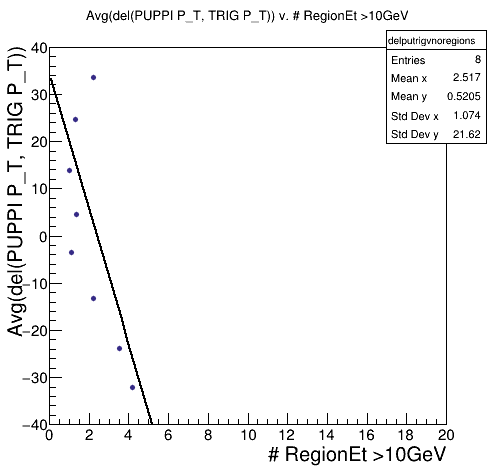 Avg(del(PUPPI P_T, TRIG P_T)) v. # RegionEt >10GeV
delputrigvnoregions
Entries 8
Mean x 2.517
Mean y 0.5205
Std Dev x 1.074
Std Dev y 21.62
Avg(del(PUPPI P_T, TRIG P_T))
40
30
20
10
0
−10
−20
−30
−40
0 2 4 6 8 10 12 14 16 18 20
# RegionEt >10GeV